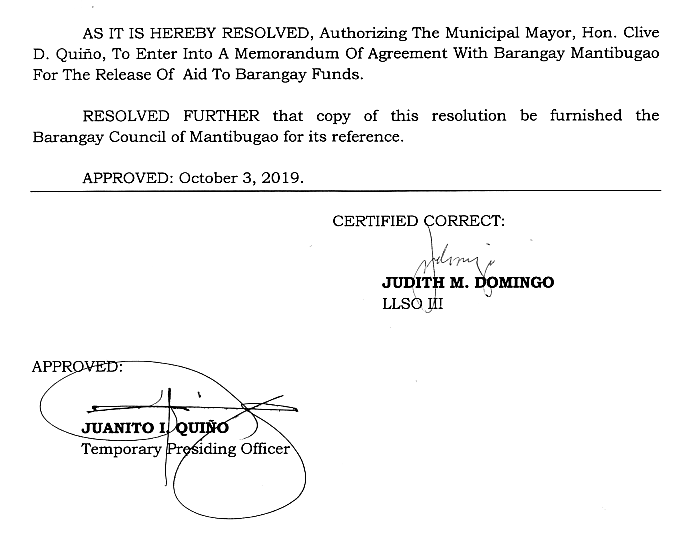 AS IT IS HEREBY RESOLVED, Authorizing The Municipal Mayor, Hon. Clive
D. Quiño, To Enter Into A Memorandum Of Agreement With Barangay Mantibugao
For The Release Of Aid To Barangay Funds.
RESOLVED FURTHER that copy of this resolution be furnished the
Barangay Council of Mantibugao for its reference.
APPROVED: October 3, 2019.
CERTIFIED CORRECT:
JUDITH M. DOMINGO
LLSO III
APPROVED:
JUANITO I. QUIÑO
Temporary Presiding Officer